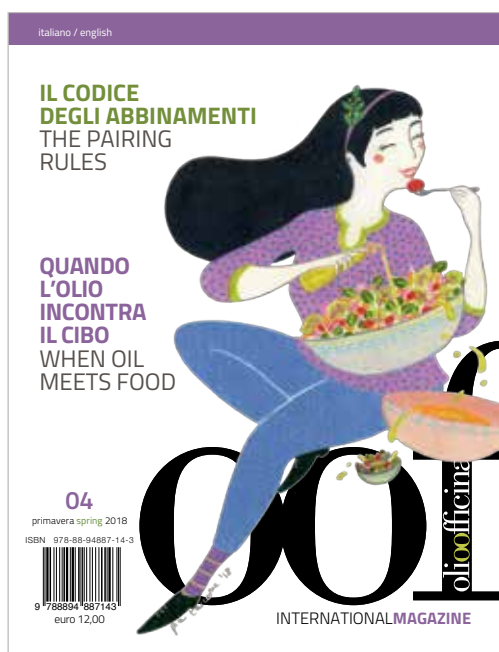 italiano / english
IL CODICE
DEGLI ABBINAMENTI
THE PAIRING
RULES
QUANDO
L'OLIO
INCONTRA
IL CIBO
WHEN OIL
MEETS FOOD
04
primavera spring 2018
ISBN 978-88-94887-14-3
9 788894 887143
euro 12,00
oof
olioofficina
INTERNATIONALMAGAZINE